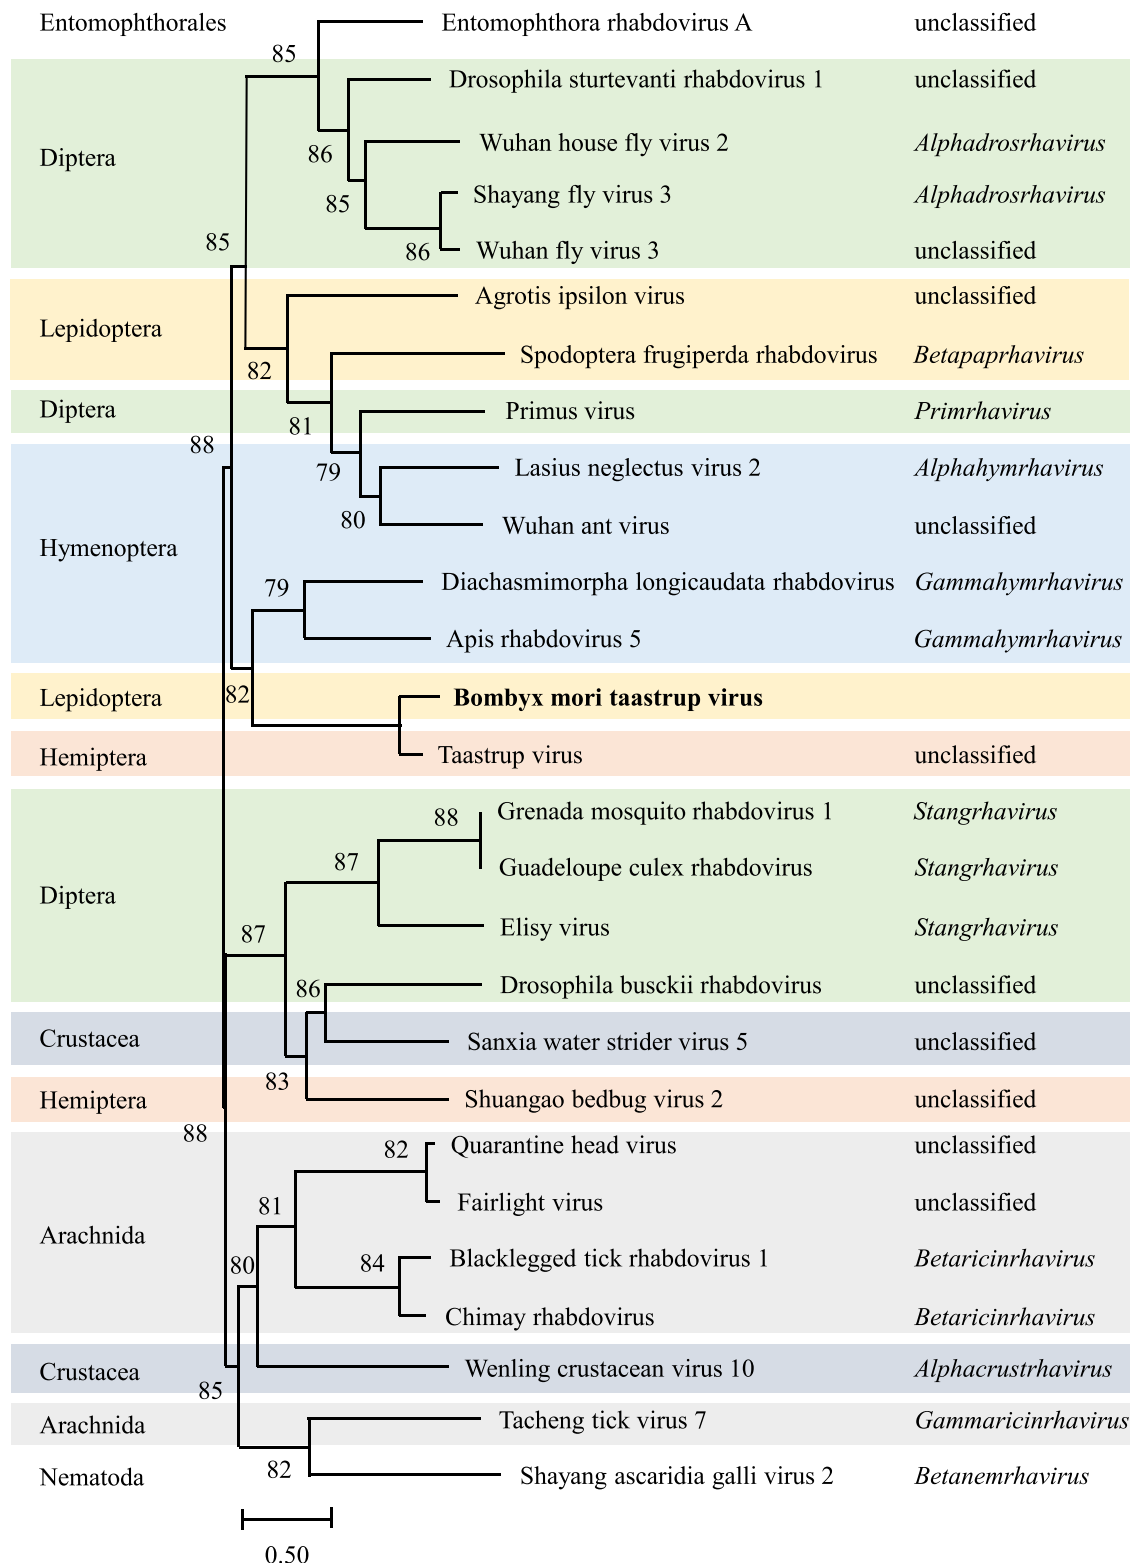 Entomophthorales Entomophthora rhabdovirus A unclassified
85
Drosophila sturtevanti rhabdovirus 1 unclassified
Wuhan house fly virus 2 Alphadrosrhavirus
86
Diptera
Shayang fly virus 3 Alphadrosrhavirus
85
Wuhan fly virus 3 unclassified
86
85
Agrotis ipsilon virus unclassified
Lepidoptera
Spodoptera frugiperda rhabdovirus Betapaprhavirus
82
Diptera Primus virus Primrhavirus
81
88
Lasius neglectus virus 2 Alphahymrhavirus
79
80
Wuhan ant virus unclassified
Hymenoptera
Diachasmimorpha longicaudata rhabdovirus Gammahymrhavirus
79
Apis rhabdovirus 5 Gammahymrhavirus
82
Lepidoptera Bombyx mori taastrup virus
Hemiptera Taastrup virus unclassified
88 Grenada mosquito rhabdovirus 1 Stangrhavirus
87 Guadeloupe culex rhabdovirus Stangrhavirus
Diptera
Elisy virus Stangrhavirus
87
86 Drosophila busckii rhabdovirus unclassified
Crustacea Sanxia water strider virus 5 unclassified
83
Hemiptera Shuangao bedbug virus 2 unclassified
88
82 Quarantine head virus unclassified
Fairlight virus unclassified
81
Arachnida
80 84 Blacklegged tick rhabdovirus 1 Betaricinrhavirus
Chimay rhabdovirus Betaricinrhavirus
Crustacea Wenling crustacean virus 10 Alphacrustrhavirus
85
Arachnida Tacheng tick virus 7 Gammaricinrhavirus
82
Nematoda Shayang ascaridia galli virus 2 Betanemrhavirus
0.50